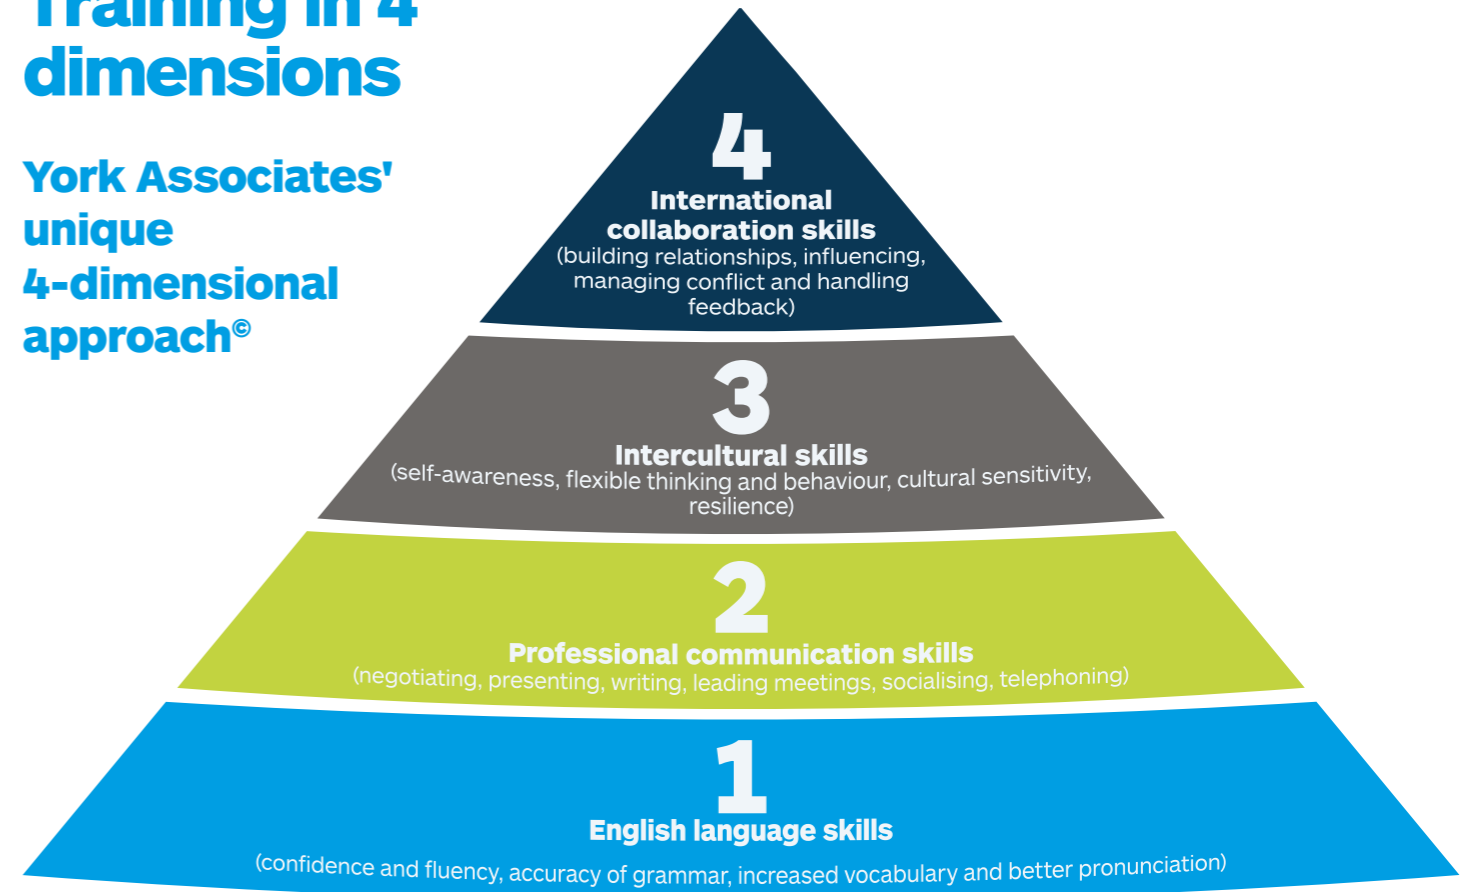 Training in 4
dimensions
York Associates'
unique
4-dimensional
approach©
4
International
collaboration skills
(building relationships, influencing,
managing conflict and handling
feedback)
3
Intercultural skills
(self-awareness, flexible thinking and behaviour, cultural sensitivity,
resilience)
2
Professional communication skills
(negotiating, presenting, writing, leading meetings, socialising, telephoning)
1
English language skills
(confidence and fluency, accuracy of grammar, increased vocabulary and better pronunciation)